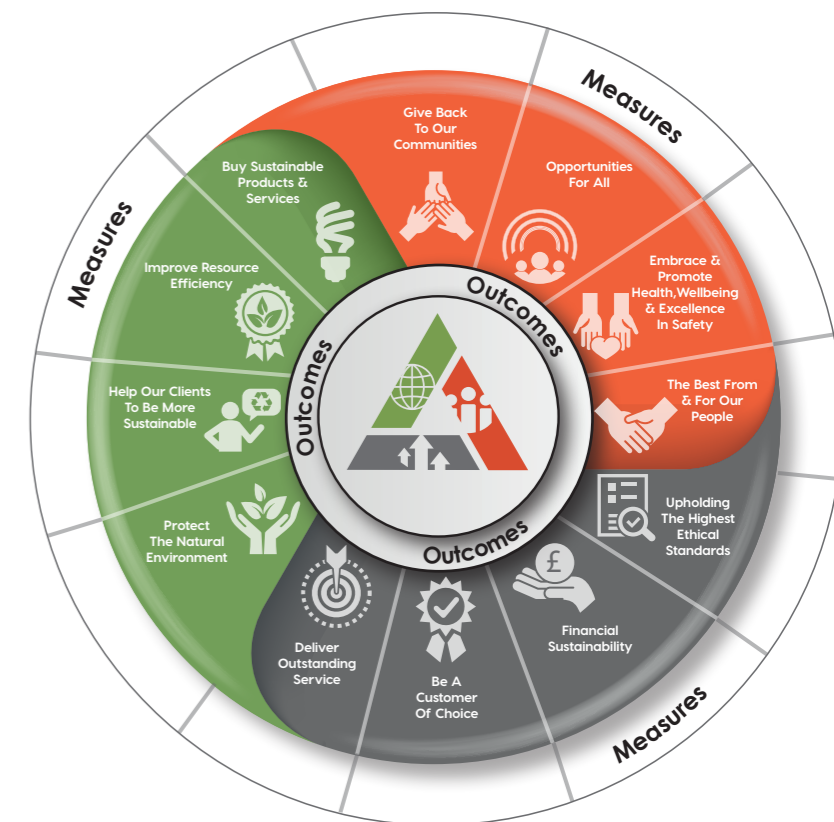 Measures
Give Back
To Our
Communities
Opportunities
For All
Embrace &
Promote
Health,Wellbeing
& Excellence
In Safety
The Best From
& For Our
People
Upholding
The Highest
Ethical
Standards
£
Financial
Sustainability
Measures
Be A
Customer
Of Choice
Deliver
Outstanding
Service
Protect
The Natural
Environment
Help Our Clients
To Be More
Sustainable
Improve Resource
Efficiency
Buy Sustainable
Products &
Services
Measures
Outcomes
Outcomes
Outcomes